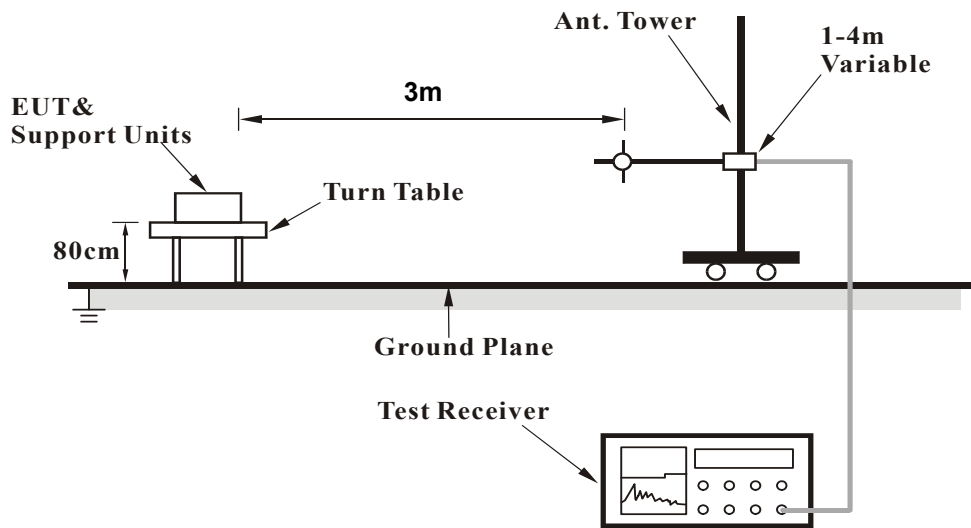 Ant. Tower
1-4m
Variable
3m
EUT&
Support Units
Turn Table
80cm
Ground Plane
Test Receiver